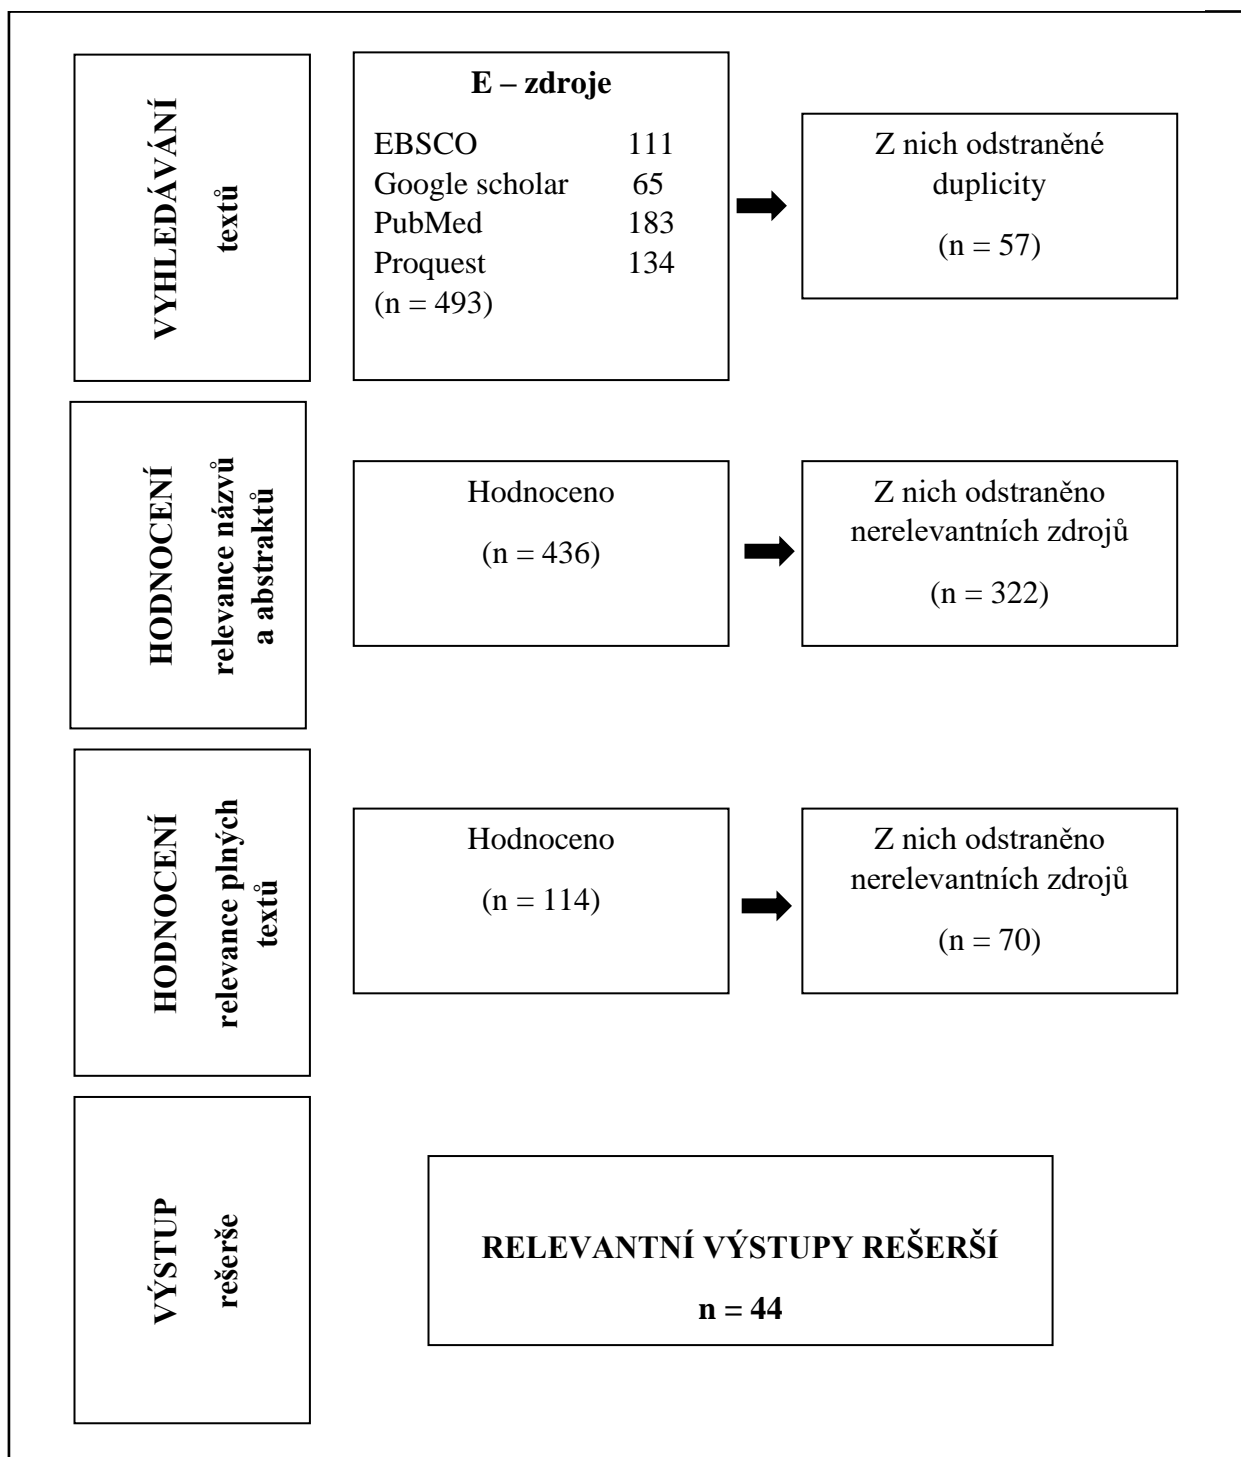 VYHLEDÁVÁNÍ
textů
E – zdroje
EBSCO 111
Google scholar 65
PubMed 183
Proquest 134
(n = 493)
Z nich odstraněné
duplicity
(n = 57)
HODNOCENÍ
relevance názvů
a abstraktů
Hodnoceno
(n = 436)
Z nich odstraněno
nerelevantních zdrojů
(n = 322)
HODNOCENÍ
relevance plných
textů
Hodnoceno
(n = 114)
Z nich odstraněno
nerelevantních zdrojů
(n = 70)
VÝSTUP
rešerše
RELEVANTNÍ VÝSTUPY REŠERŠÍ
n = 44